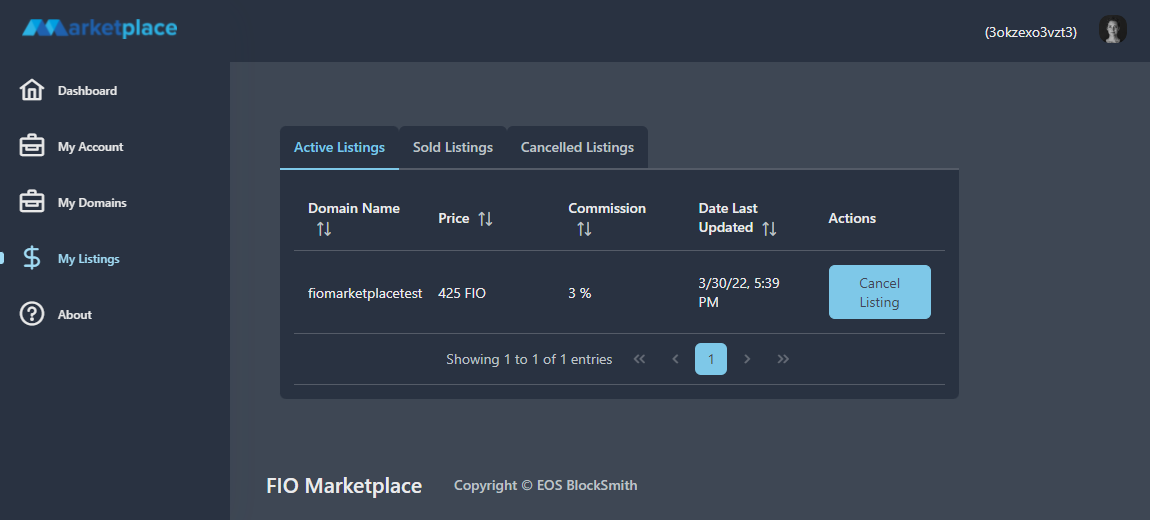 Marketplace
(3okzexo3vzt3)
Dashboard
My Account
My Domains
My Listings
About
Active Listings Sold Listings Cancelled Listings
Domain Name Price Commission Date Last Updated Actions
fiomarketplacetest 425 FIO 3 % 3/30/22, 5:39 PM Cancel Listing
Showing 1 to 1 of 1 entries « ‹ 1 › »
FIO Marketplace Copyright © EOS BlockSmith